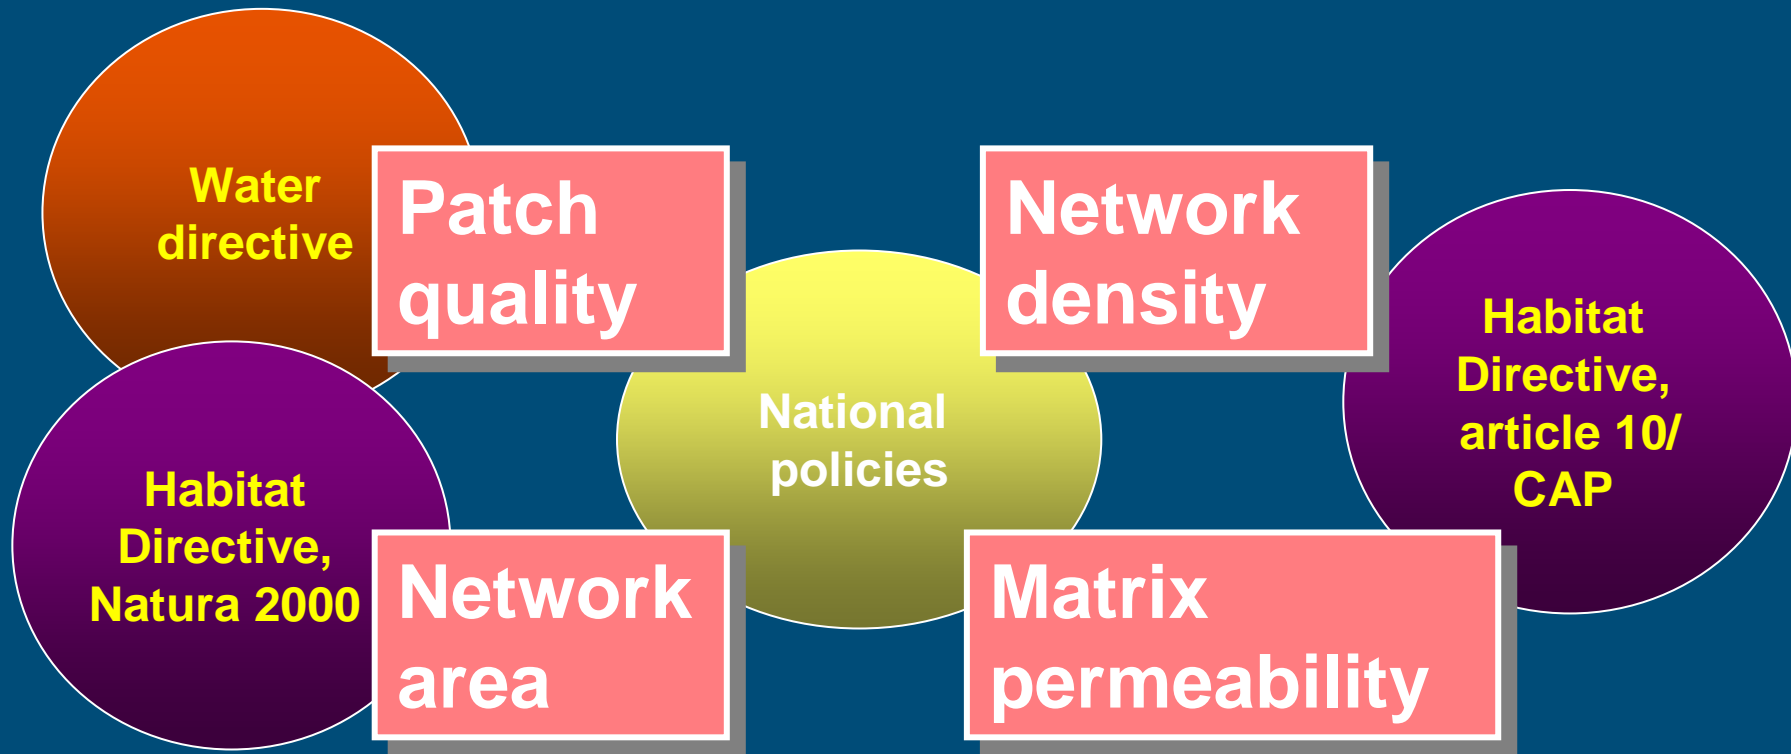 Water
directive
Patch
quality
Network
density
National
policies
Habitat
Directive,
article 10/
CAP
Habitat
Directive,
Natura 2000
Network
area
Matrix
permeability